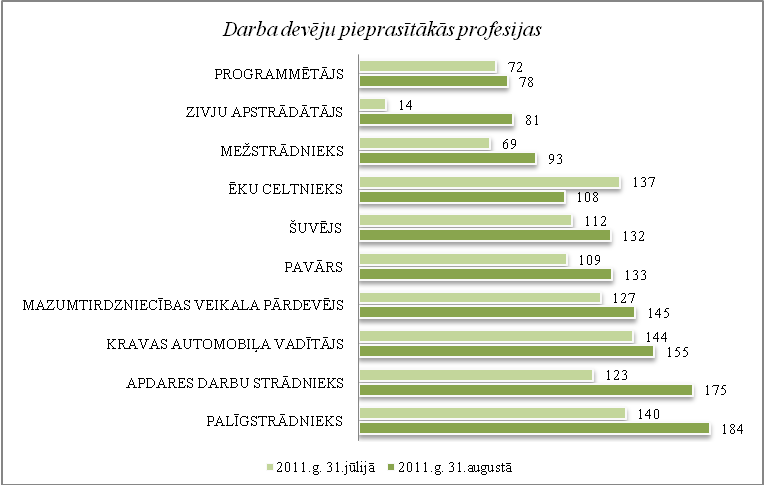 Darba devēju pieprasītākās profesijas
PROGRAMMĒTĀJS
72
78
ZIVJU APSTRĀDĀTĀJS
14
81
MEŽSTRĀDNIEKS
69
93
ĒKU CELTNIEKS
137
108
ŠUVĒJS
112
132
PAVĀRS
109
133
MAZUMTIRDZNIECĪBAS VEIKALA PĀRDEVĒJS
127
145
KRAVAS AUTOMOBIĻA VADĪTĀJS
144
155
APDARES DARBU STRĀDNIEKS
123
175
PALĪGSTRĀDNIEKS
140
184
2011.g. 31.jūlijā 2011.g. 31.augustā